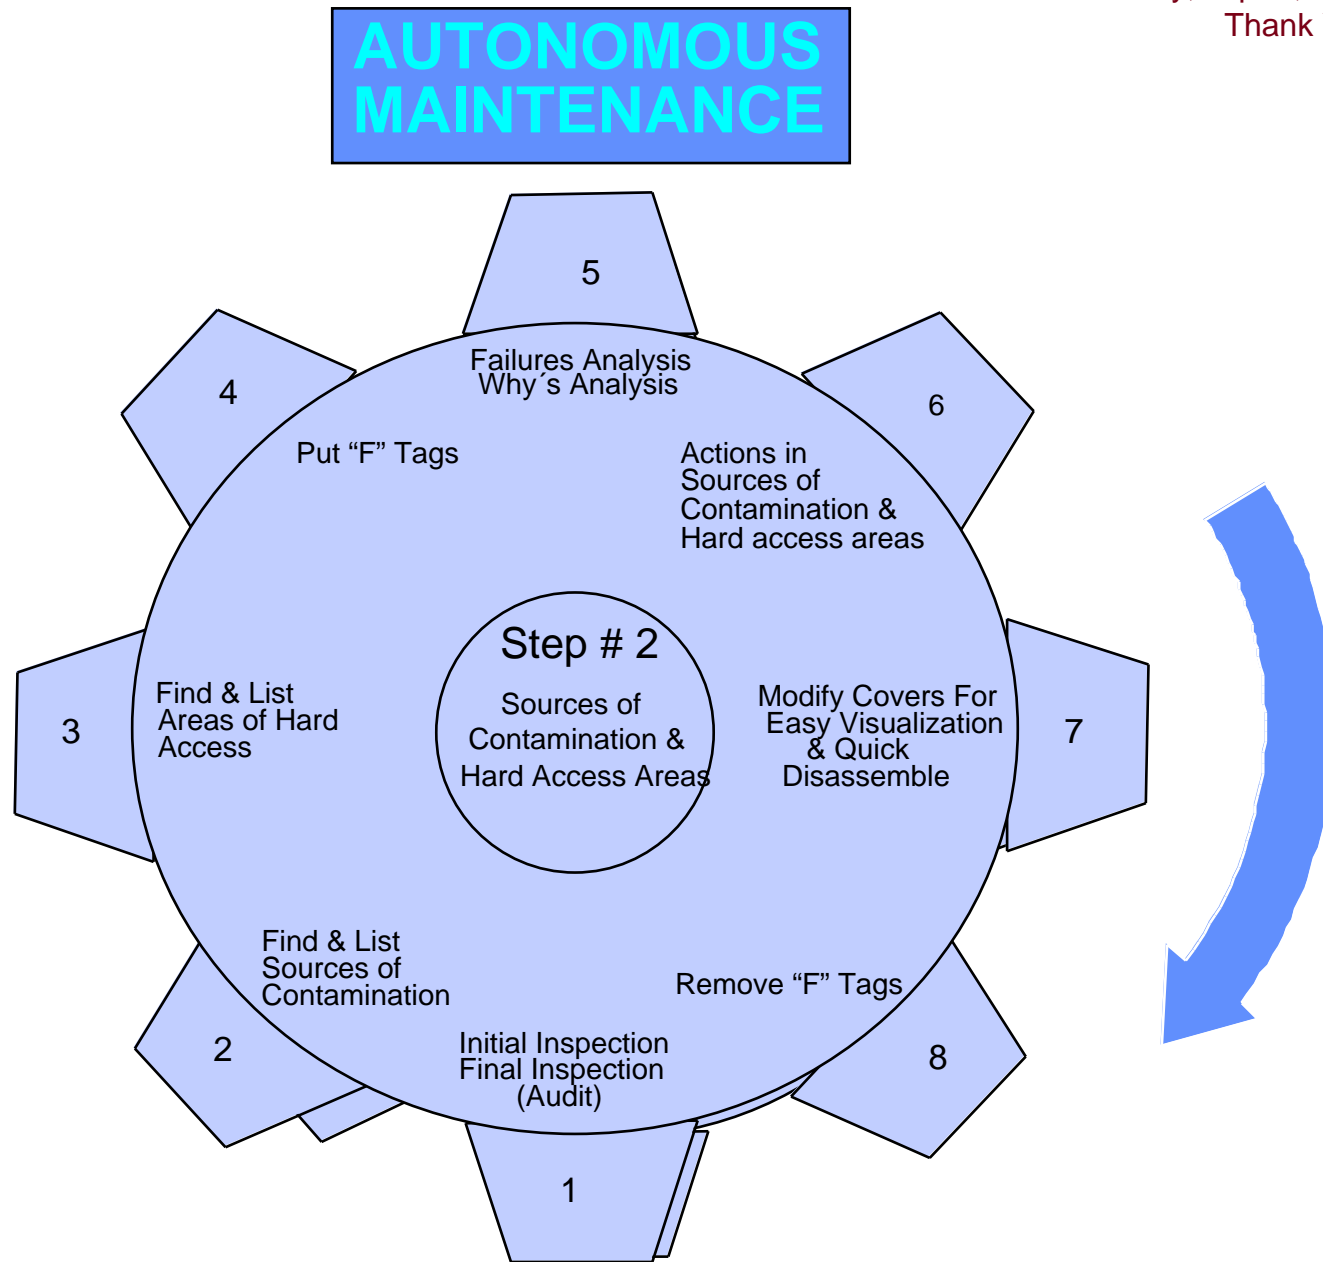 Thank
AUTONOMOUS
MAINTENANCE
5
Failures Analysis
Why´s Analysis
4
Put “F” Tags
6
Actions in
Sources of
Contamination &
Hard access areas
3
Find & List
Areas of Hard
Access
Step # 2
Sources of
Contamination &
Hard Access Areas
Modify Covers For
Easy Visualization
& Quick
Disassemble
7
2
Find & List
Sources of
Contamination
Remove “F” Tags
8
Initial Inspection
Final Inspection
(Audit)
1